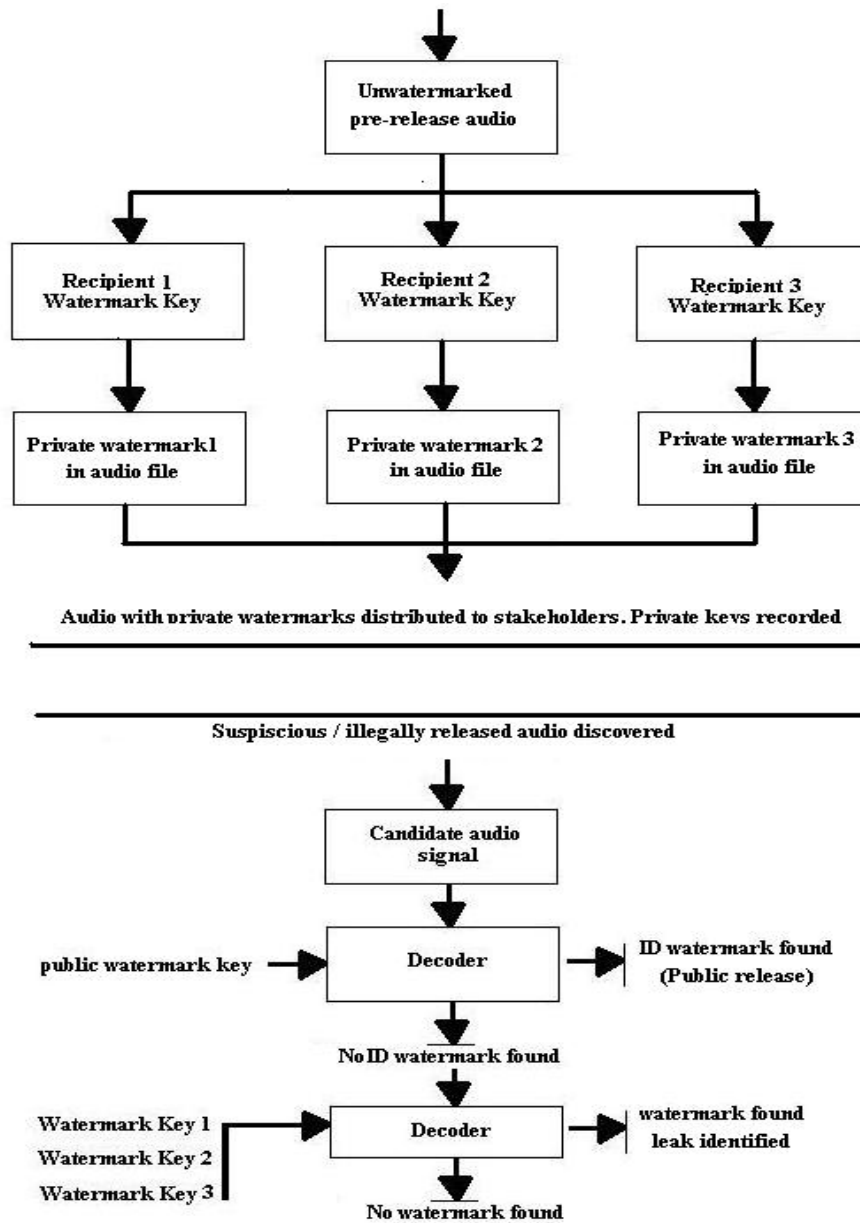 Unwatermarked
pre-release audio
Recipient 1
Watermark Key
Recipient 2
Watermark Key
Recipient 3
Watermark Key
Private watermark1
in audio file
Private watermark 2
in audio file
Private watermark 3
in audio file
Audio with private watermarks distributed to stakeholders. Private keys recorded
Suspiscious / illegally released audio discovered
Candidate audio
signal
public watermark key
Decoder
ID watermark found
(Public release)
No ID watermark found
Watermark Key 1
Watermark Key 2
Watermark Key 3
Decoder
watermark found
leak identified
No watermark found